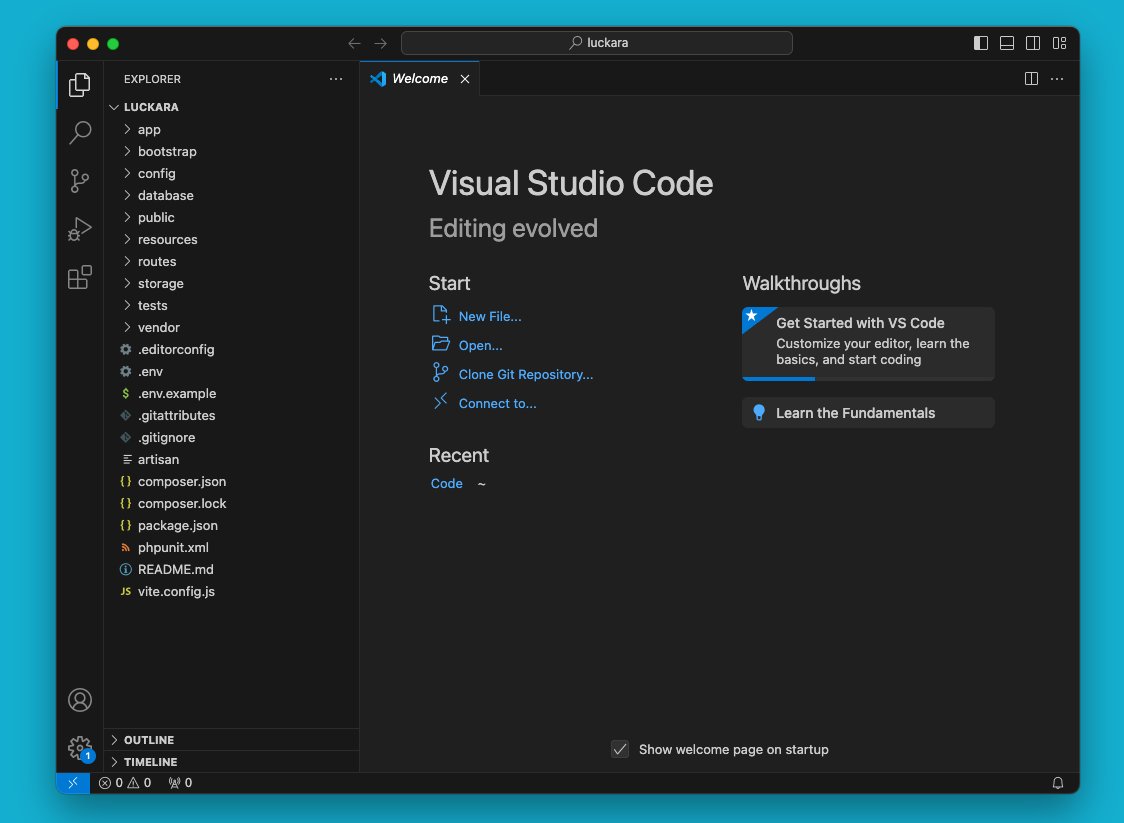 luckara
EXPLORER
Welcome
LUCKARA
app
bootstrap
config
database
public
resources
routes
storage
tests
vendor
.editorconfig
.env
$ .env.example
.gitattributes
.gitignore
artisan
{} composer.json
{} composer.lock
{} package.json
phpunit.xml
README.md
JS vite.config.js
OUTLINE
TIMELINE
1
0 0 0
Visual Studio Code
Editing evolved
Start
New File...
Open...
Clone Git Repository...
Connect to...
Recent
Code ~
Walkthroughs
Get Started with VS Code
Customize your editor, learn the
basics, and start coding
Learn the Fundamentals
Show welcome page on startup